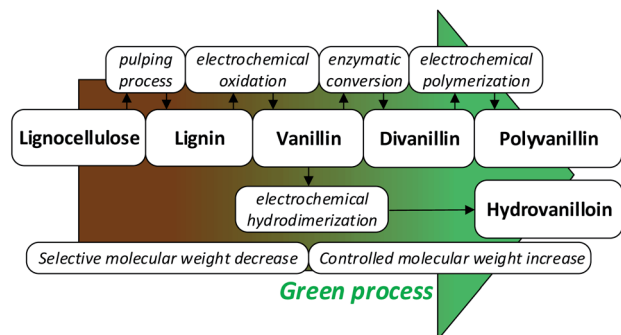 pulping
process
electrochemical
oxidation
enzymatic
conversion
electrochemical
polymerization
Lignocellulose
Lignin
Vanillin
Divanillin
Polyvanillin
electrochemical
hydrodimerization
Hydrovanilloin
Selective molecular weight decrease
Controlled molecular weight increase
Green process